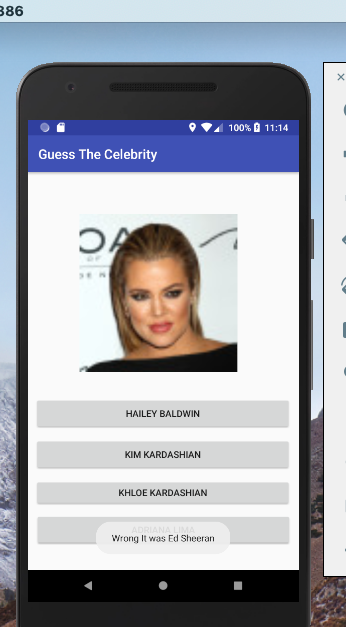 386
100% 11:14
Guess The Celebrity
HAILEY BALDWIN
KIM KARDASHIAN
KHLOE KARDASHIAN
ADRIANA LIMA
Wrong It was Ed Sheeran